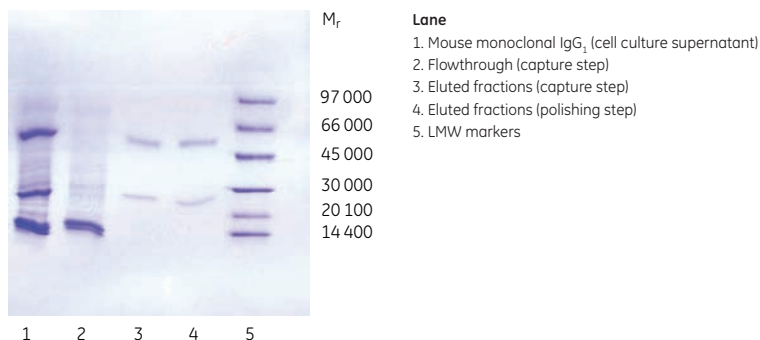 M_r
97 000
66 000
45 000
30 000
20 100
14 400
1 2 3 4 5
Lane
1. Mouse monoclonal IgG₁ (cell culture supernatant)
2. Flowthrough (capture step)
3. Eluted fractions (capture step)
4. Eluted fractions (polishing step)
5. LMW markers